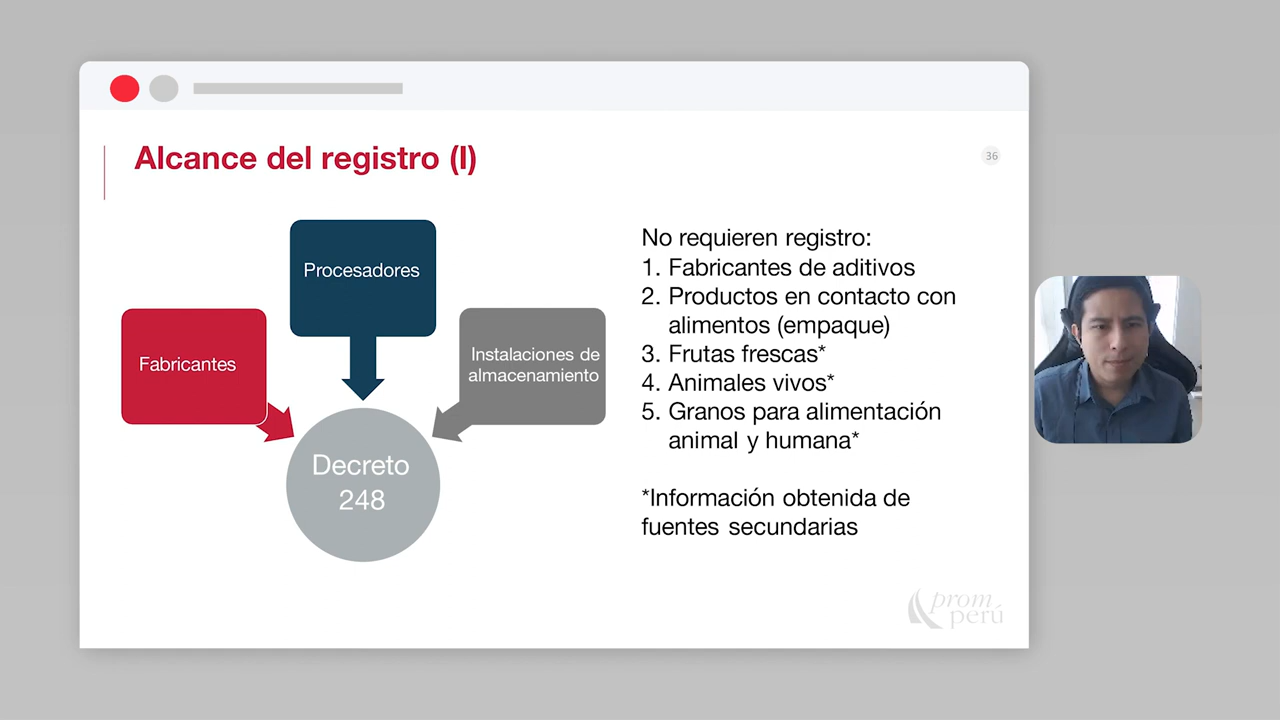 Alcance del registro (I)
36
Procesadores
Fabricantes
Instalaciones de
almacenamiento
Decreto
248
No requieren registro:
1. Fabricantes de aditivos
2. Productos en contacto con
alimentos (empaque)
3. Frutas frescas*
4. Animales vivos*
5. Granos para alimentación
animal y humana*
*Información obtenida de
fuentes secundarias
prom
perú